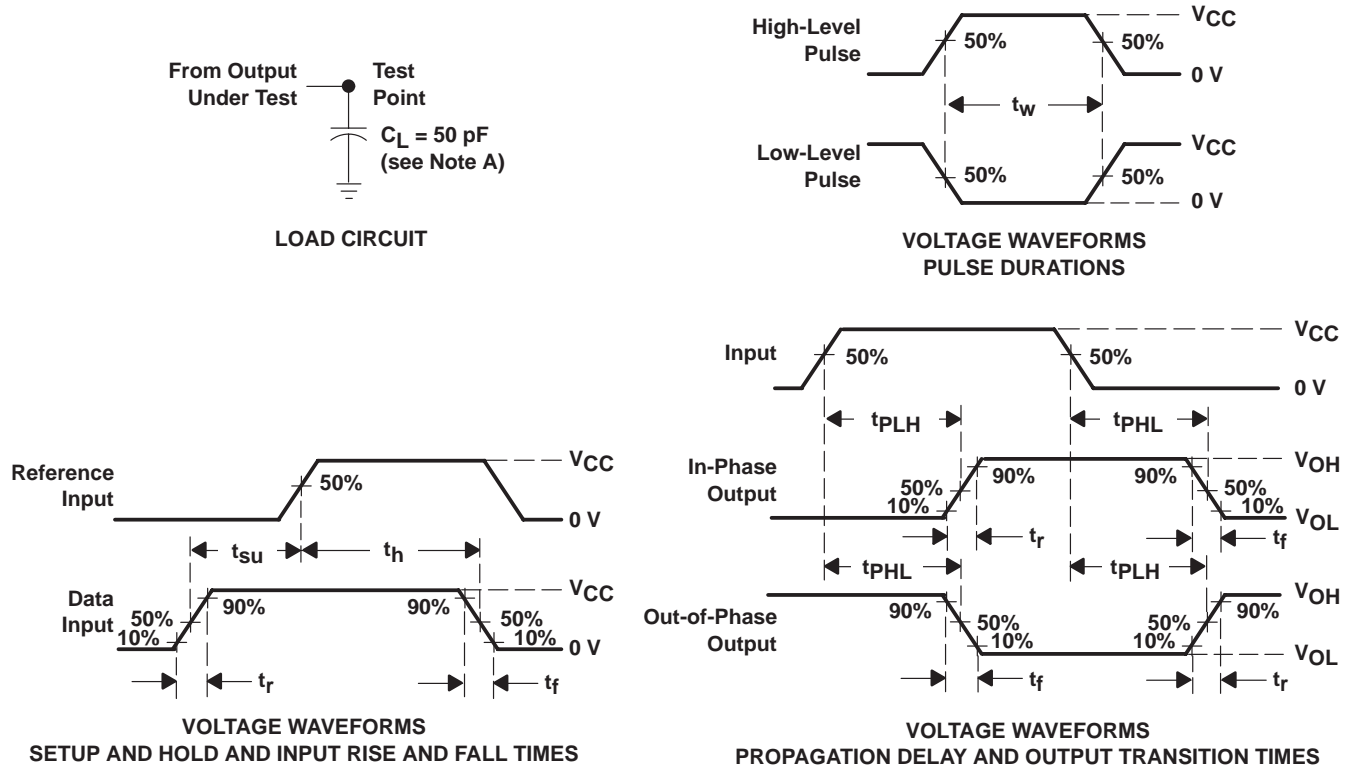 From Output
Under Test
Test
Point
CL = 50 pF
(see Note A)
LOAD CIRCUIT
High-Level
Pulse
50%
50%
VCC
0 V
tw
Low-Level
Pulse
50%
50%
VCC
0 V
VOLTAGE WAVEFORMS
PULSE DURATIONS
Reference
Input
50%
VCC
0 V
tsu
th
Data
Input
50%
10%
90%
90%
50%
10%
VCC
0 V
tr
tf
VOLTAGE WAVEFORMS
SETUP AND HOLD AND INPUT RISE AND FALL TIMES
Input
50%
50%
VCC
0 V
tPLH
tPHL
In-Phase
Output
50%
10%
90%
90%
50%
10%
VOH
VOL
tr
tf
tPHL
tPLH
Out-of-Phase
Output
90%
50%
10%
10%
50%
90%
VOH
VOL
tf
tr
VOLTAGE WAVEFORMS
PROPAGATION DELAY AND OUTPUT TRANSITION TIMES